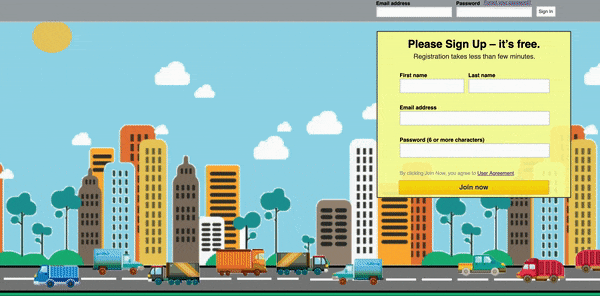 Email address
Password
Forgot your password?
Sign In
Please Sign Up – it's free.
Registration takes less than few minutes.
First name
Last name
Email address
Password (6 or more characters)
By clicking Join Now, you agree to User Agreement
Join now